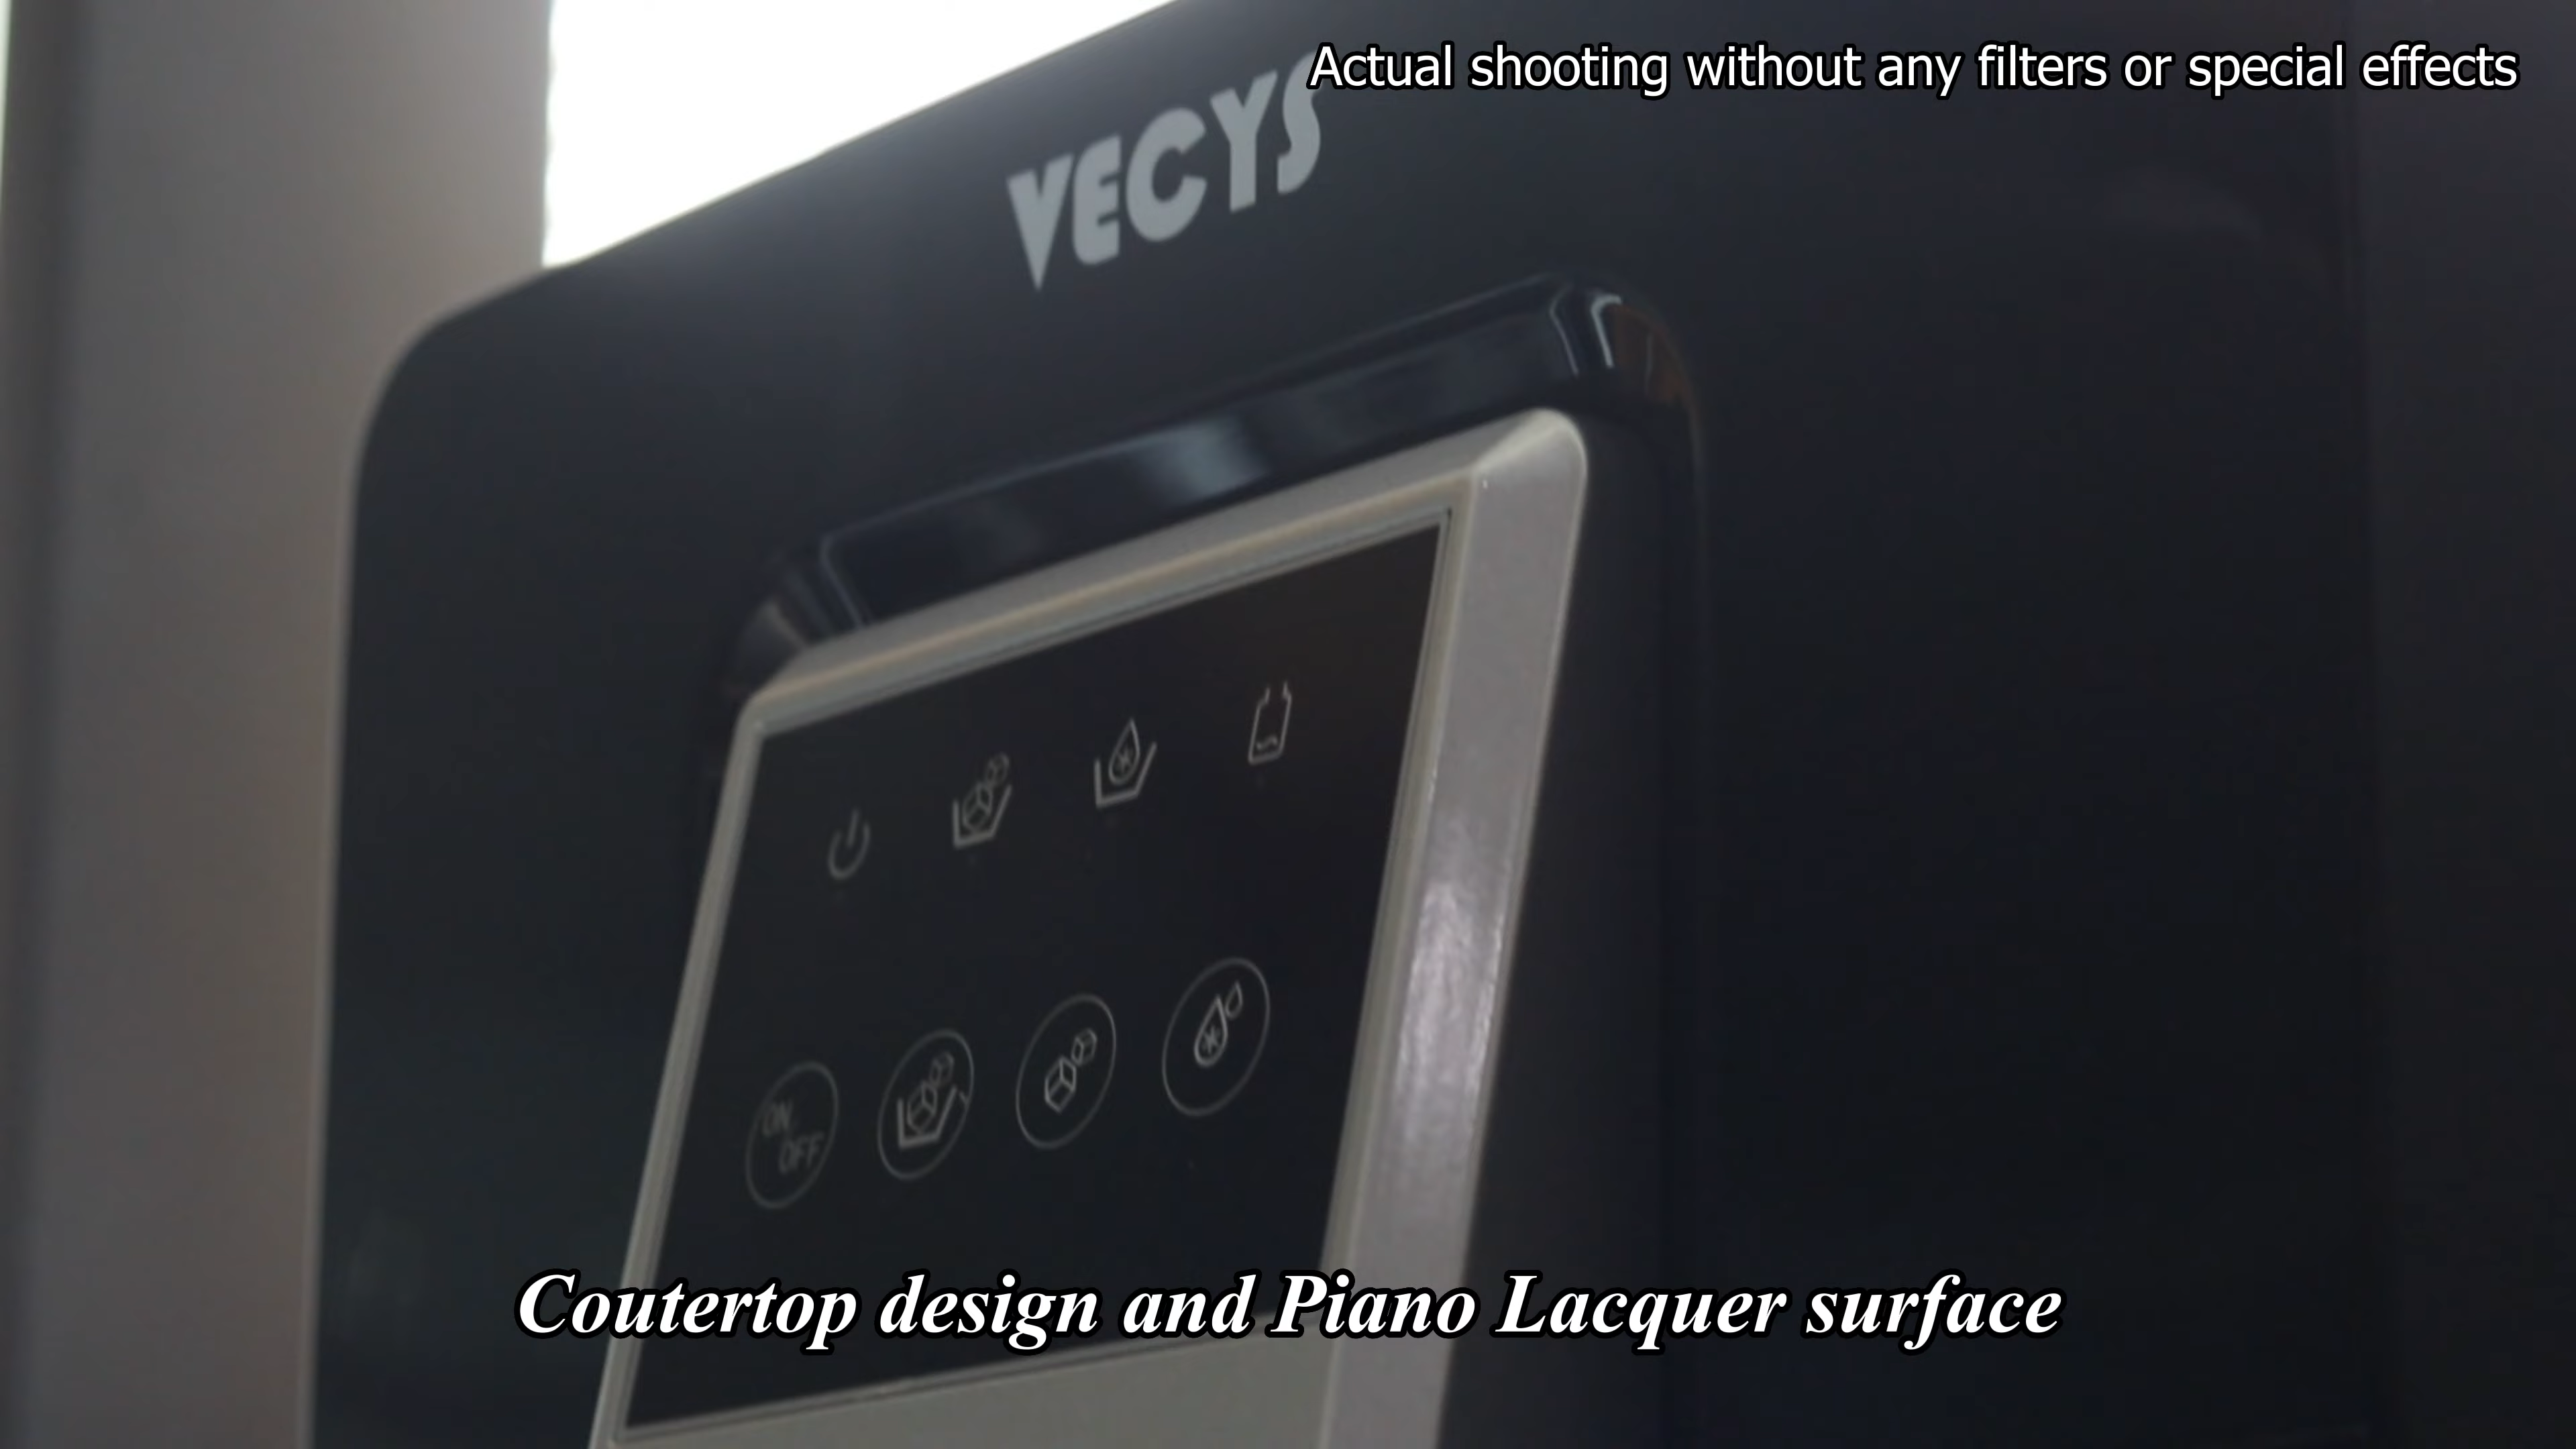 Actual shooting without any filters or special effects
VECYS
ON
OFF
Coutertop design and Piano Lacquer surface